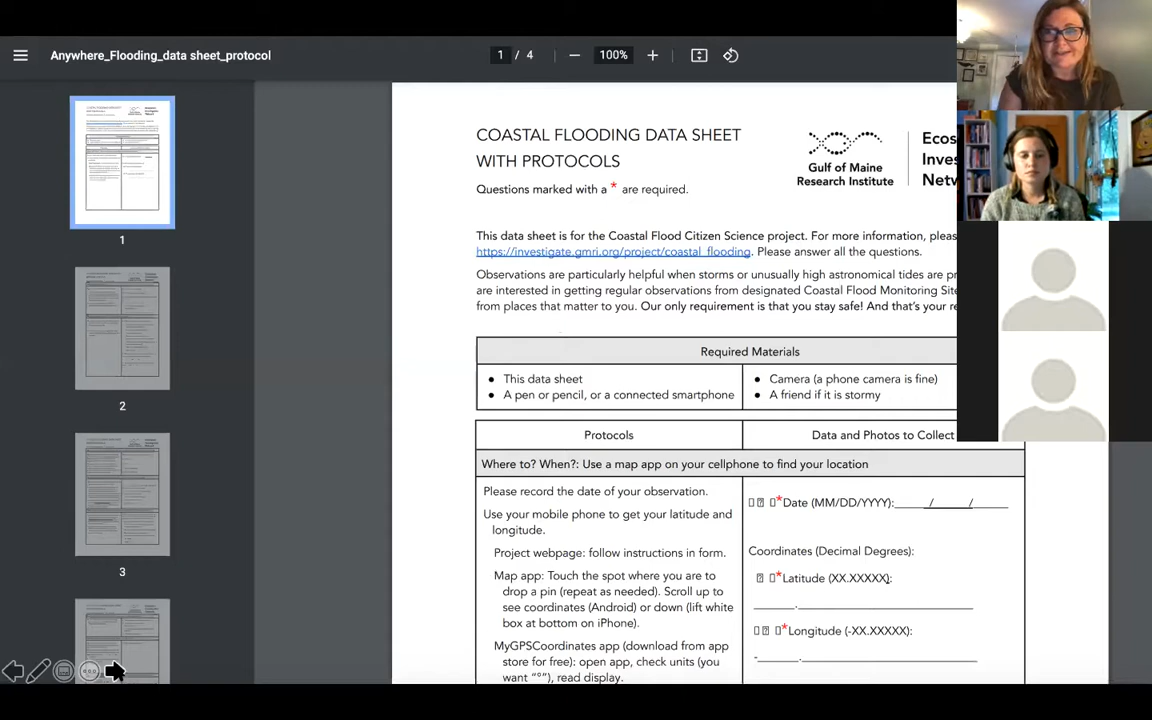 Anywhere_Flooding_data sheet_protocol
1 / 4
100%
COASTAL FLOODING DATA SHEET
WITH PROTOCOLS
Questions marked with a * are required.
Gulf of Maine
Research Institute
Ecos
Inves
Netw
This data sheet is for the Coastal Flood Citizen Science project. For more information, pleas
https://investigate.gmri.org/project/coastal_flooding. Please answer all the questions.
Observations are particularly helpful when storms or unusually high astronomical tides are pr
are interested in getting regular observations from designated Coastal Flood Monitoring Site
from places that matter to you. Our only requirement is that you stay safe! And that's your re
Required Materials
● This data sheet
● A pen or pencil, or a connected smartphone
● Camera (a phone camera is fine)
● A friend if it is stormy
Protocols
Data and Photos to Collect
Where to? When?: Use a map app on your cellphone to find your location
Please record the date of your observation.
Use your mobile phone to get your latitude and
longitude.
Project webpage: follow instructions in form.
Map app: Touch the spot where you are to
drop a pin (repeat as needed). Scroll up to
see coordinates (Android) or down (lift white
box at bottom on iPhone).
MyGPSCoordinates app (download from app
store for free): open app, check units (you
want “°”), read display.
*Date (MM/DD/YYYY):_____/_____/_____
Coordinates (Decimal Degrees):
*Latitude (XX.XXXXX):
_____.__________
*Longitude (-XX.XXXXX):
-_____.__________
1
2
3